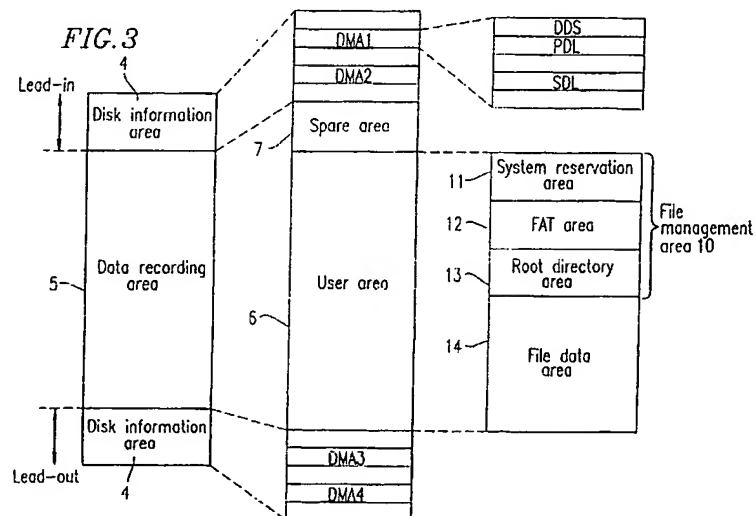 FIG.3
Lead-in
4
Disk information
area
5
Data recording
area
Disk information
area
4
Lead-out
DMA1
DMA2
Spare area
7
User area
6
DMA3
DMA4
DDS
PDL
SDL
11
System reservation
area
12
FAT area
13
Root directory
area
File
management
area 10
14
File data
area